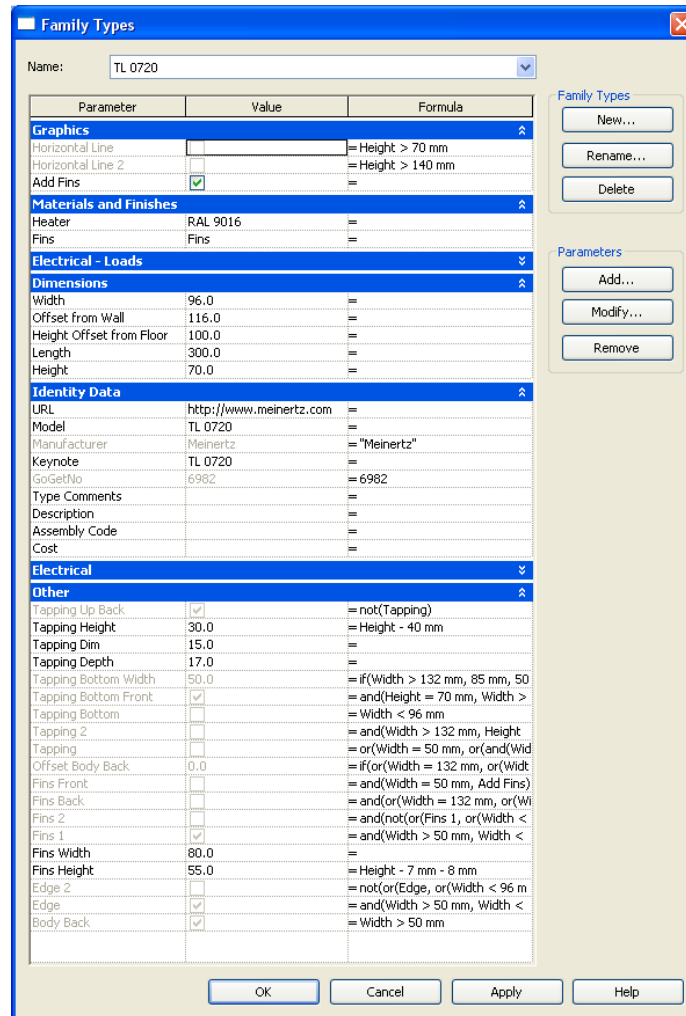 Family Types
Name: TL 0720
Parameter Value Formula
Graphics
Horizontal Line = Height > 70 mm
Horizontal Line 2 = Height > 140 mm
Add Fins =
Materials and Finishes
Heater RAL 9016 =
Fins Fins =
Electrical - Loads
Dimensions
Width 96.0 =
Offset from Wall 116.0 =
Height Offset from Floor 100.0 =
Length 300.0 =
Height 70.0 =
Identity Data
URL http://www.meinertz.com =
Model TL 0720 =
Manufacturer Meinertz = "Meinertz"
Keynote TL 0720 =
GoGetNo 6982 = 6982
Type Comments =
Description =
Assembly Code =
Cost =
Electrical
Other
Tapping Up Back = not(Tapping)
Tapping Height 30.0 = Height - 40 mm
Tapping Dim 15.0 =
Tapping Depth 17.0 =
Tapping Bottom Width 50.0 = if(Width > 132 mm, 85 mm, 50
Tapping Bottom Front = and(Height = 70 mm, Width >
Tapping Bottom = Width < 96 mm
Tapping 2 = and(Width > 132 mm, Height
Tapping = or(Width = 50 mm, or(and(Wid
Offset Body Back 0.0 = if(or(Width = 132 mm, or(Widt
Fins Front = and(Width = 50 mm, Add Fins)
Fins Back = and(or(Width = 132 mm, or(Wi
Fins 2 = and(not(or(Fins 1, or(Width <
Fins 1 = and(Width > 50 mm, Width <
Fins Width 80.0 =
Fins Height 55.0 = Height - 7 mm - 8 mm
Edge 2 = not(or(Edge, or(Width < 96 m
Edge = and(Width > 50 mm, Width <
Body Back = Width > 50 mm
Family Types
New...
Rename...
Delete
Parameters
Add...
Modify...
Remove
OK Cancel Apply Help